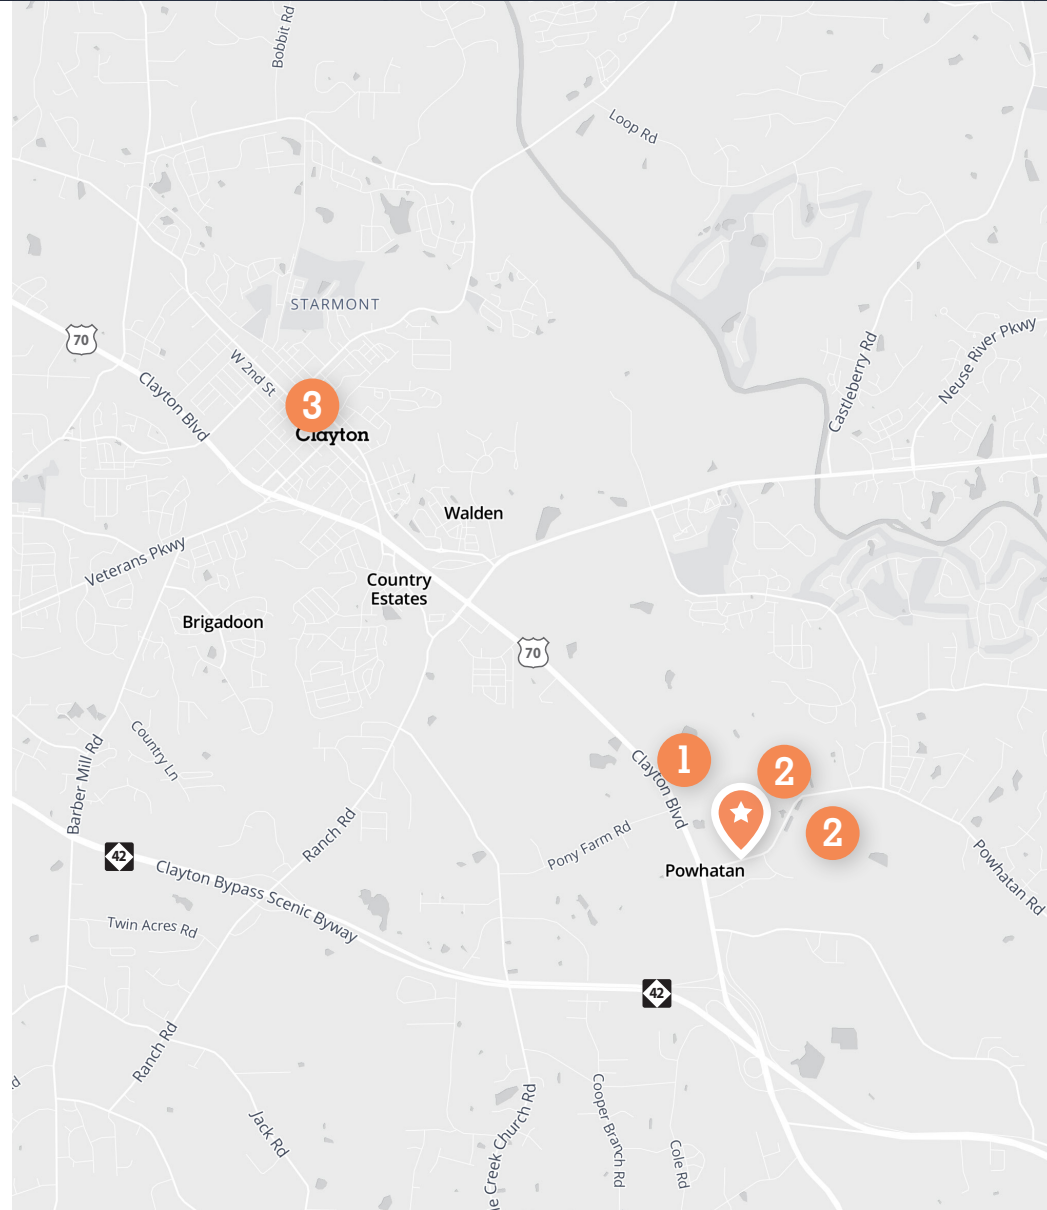 Bobbit Rd
Loop Rd
STARMONT
70
W 2nd St
Castleberry Rd
Neuse River Pkwy
Clayton Blvd
3
Clayton
Walden
Veterans Pkwy
Country
Estates
Brigadoon
70
Country Ln
Barber Mill Rd
Clayton Blvd
1
2
2
Ranch Rd
Pony Farm Rd
Powhatan
Powhatan Rd
42
Clayton Bypass Scenic Byway
Twin Acres Rd
42
Ranch Rd
Jack Rd
e Creek Church Rd
Cooper Branch Rd
Cole Rd